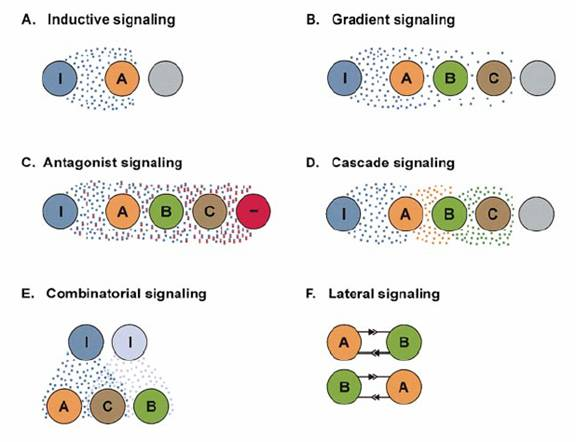 A. Inductive signaling
I A
B. Gradient signaling
I A B C
C. Antagonist signaling
I A B C –
D. Cascade signaling
I A B C
E. Combinatorial signaling
I I
A C B
F. Lateral signaling
A B
B A